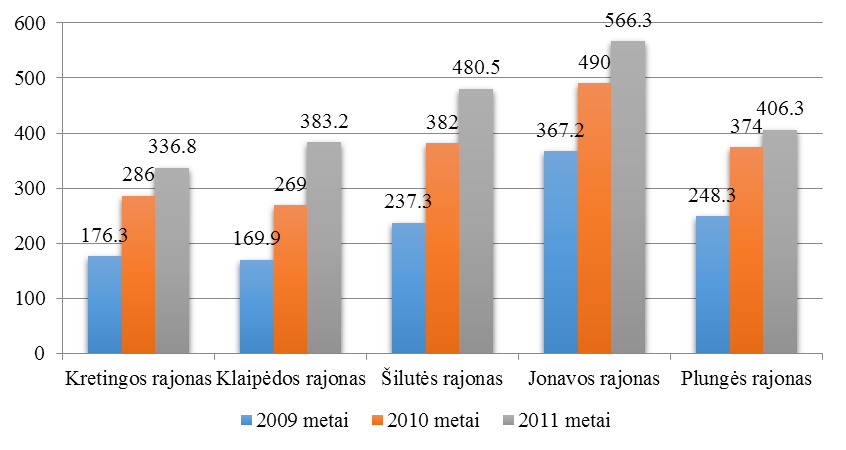 600
500
400
300
200
100
0
176.3 286 336.8
169.9 269 383.2
237.3 382 480.5
367.2 490 566.3
248.3 374 406.3
Kretingos rajonas Klaipėdos rajonas Šilutės rajonas Jonavos rajonas Plungės rajonas
2009 metai 2010 metai 2011 metai